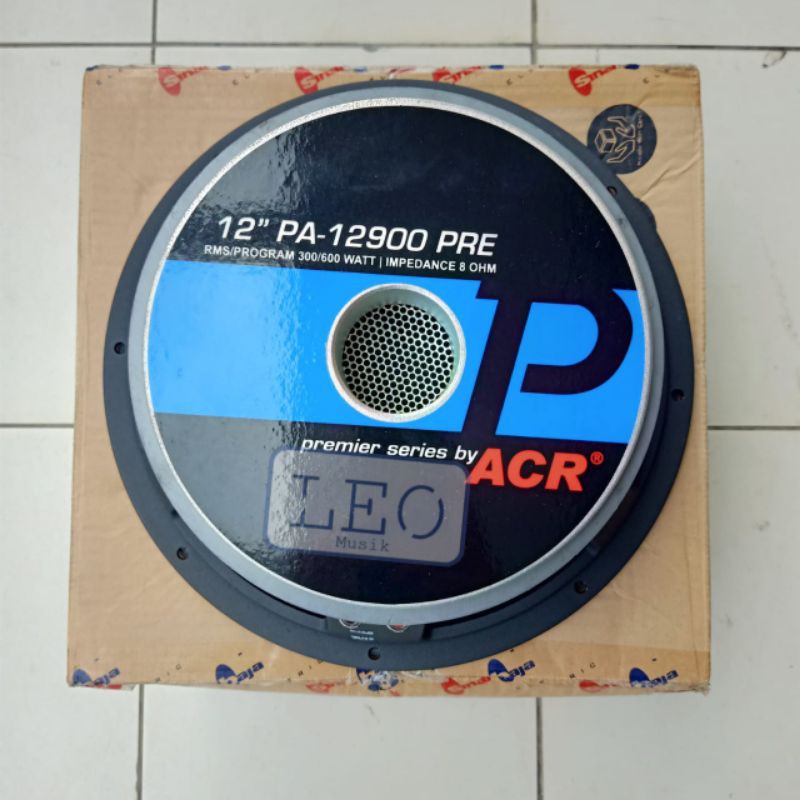 12” PA-12900 PRE
RMS/PROGRAM 300/600 WATT | IMPEDANCE 8 OHM
P
premier series by
ACR®
LEO
Musik